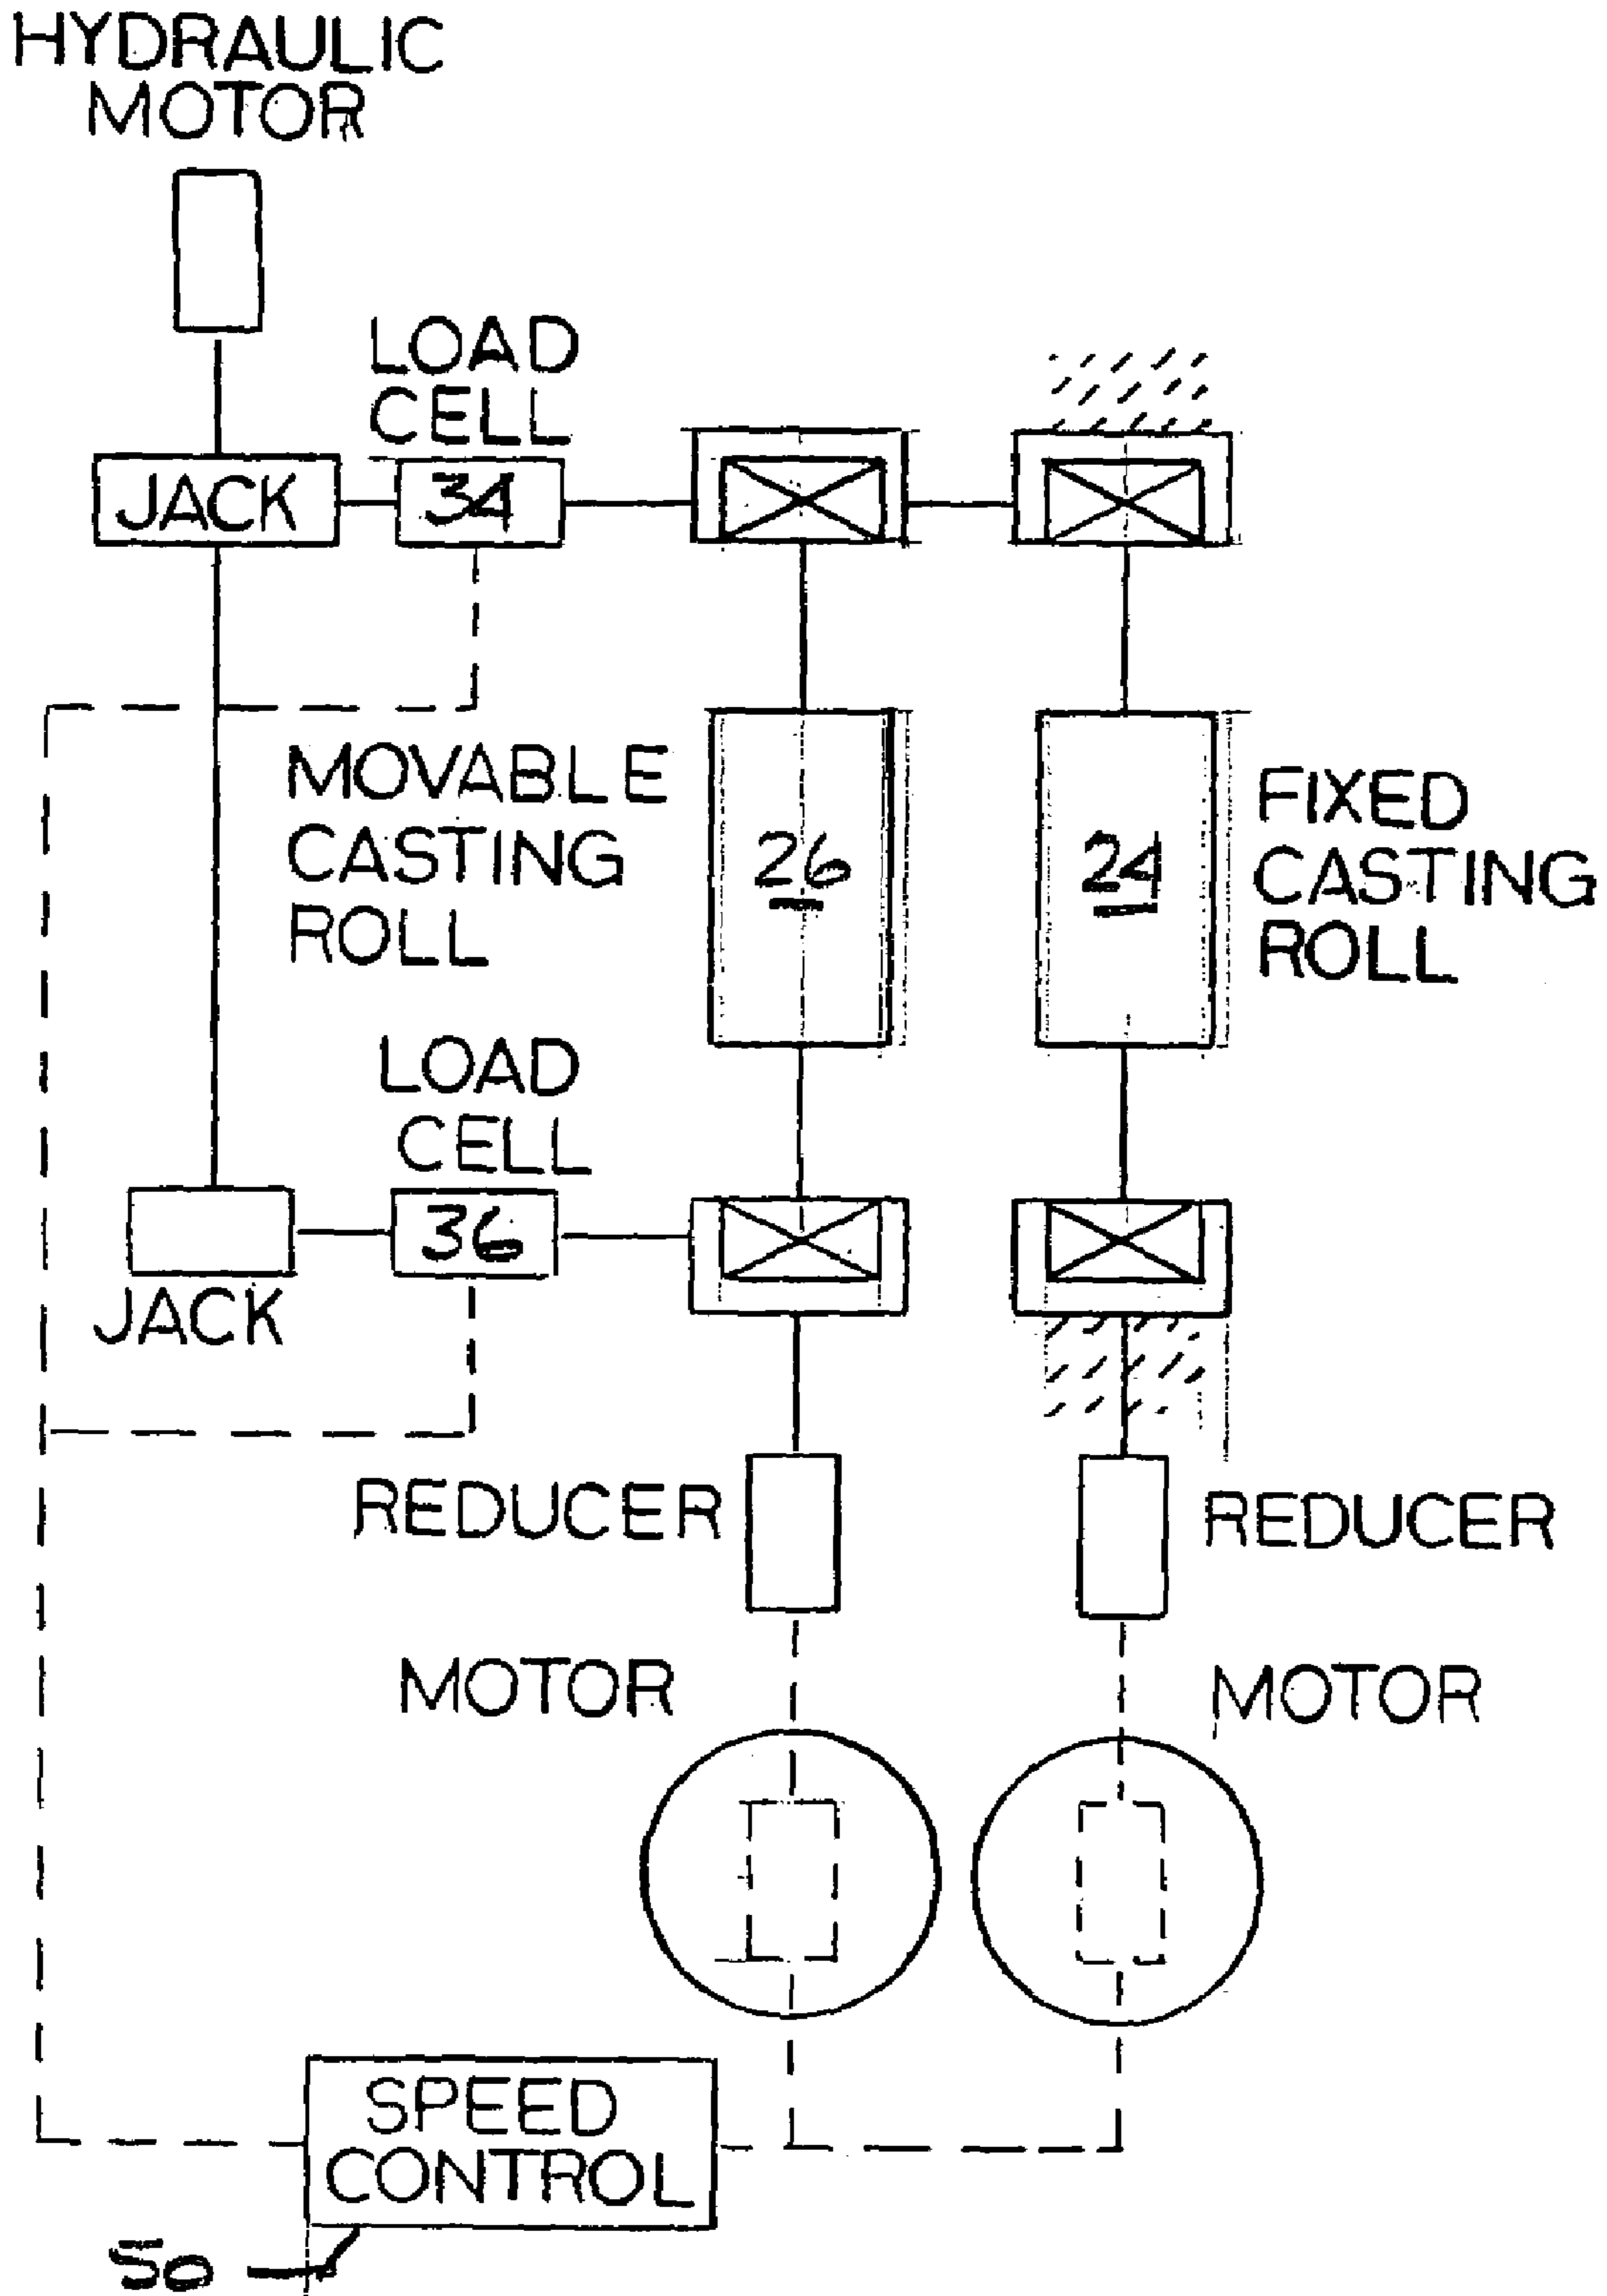 HYDRAULIC
MOTOR
LOAD
CELL
JACK
34
MOVABLE
CASTING
ROLL
26
24
FIXED
CASTING
ROLL
LOAD
CELL
36
JACK
REDUCER
REDUCER
MOTOR
MOTOR
SPEED
CONTROL
50